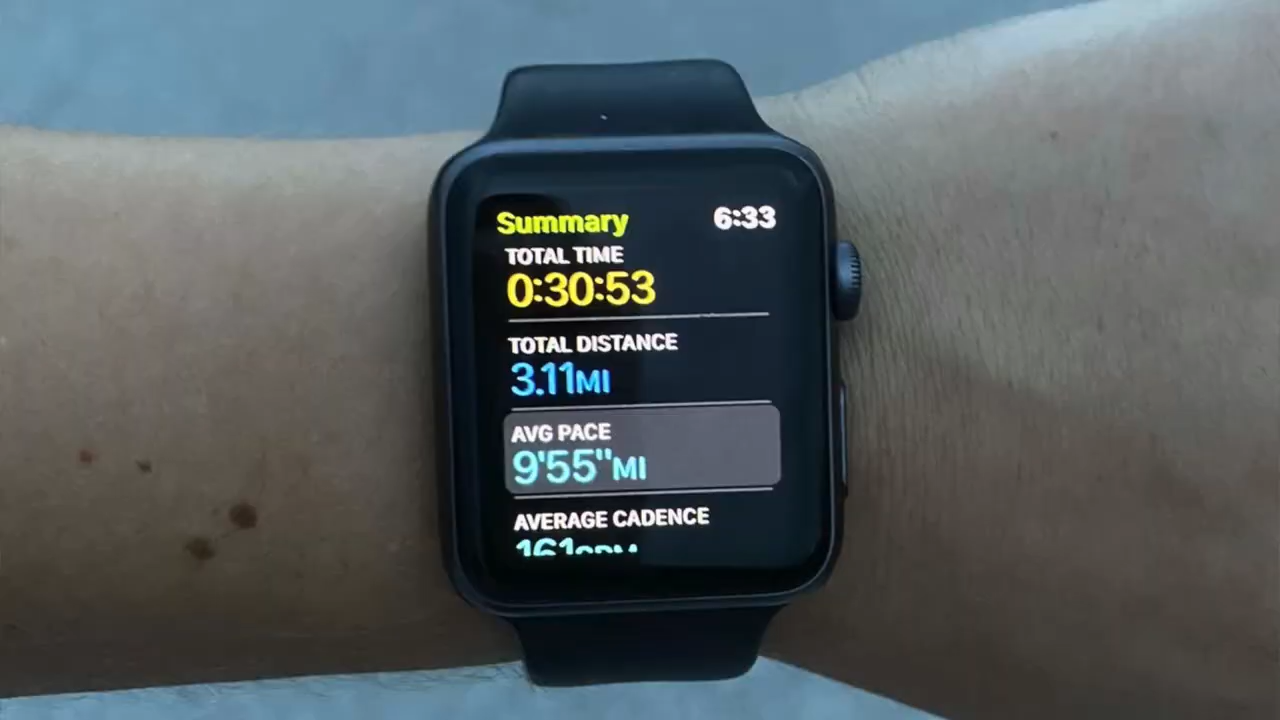 Summary 6:33
TOTAL TIME
0:30:53
TOTAL DISTANCE
3.11MI
AVG PACE
9'55"MI
AVERAGE CADENCE
161